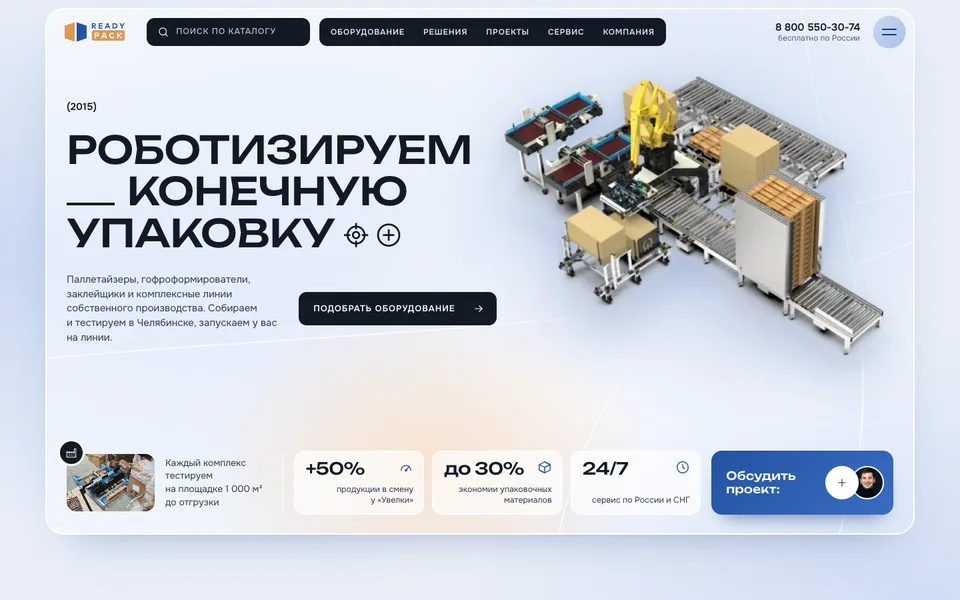 READY
PACK
ПОИСК ПО КАТАЛОГУ
ОБОРУДОВАНИЕ РЕШЕНИЯ ПРОЕКТЫ СЕРВИС КОМПАНИЯ
8 800 550-30-74
бесплатно по России
(2015)
РОБОТИЗИРУЕМ
__ КОНЕЧНУЮ
УПАКОВКУ
Паллетайзеры, гофроформирователи,
заклейщики и комплексные линии
собственного производства. Собираем
и тестируем в Челябинске, запускаем у вас
на линии.
ПОДОБРАТЬ ОБОРУДОВАНИЕ →
Каждый комплекс
тестируем
на площадке 1 000 м²
до отгрузки
+50%
продукции в смену
у «Увелки»
до 30%
экономии упаковочных
материалов
24/7
сервис по России и СНГ
Обсудить
проект:
+